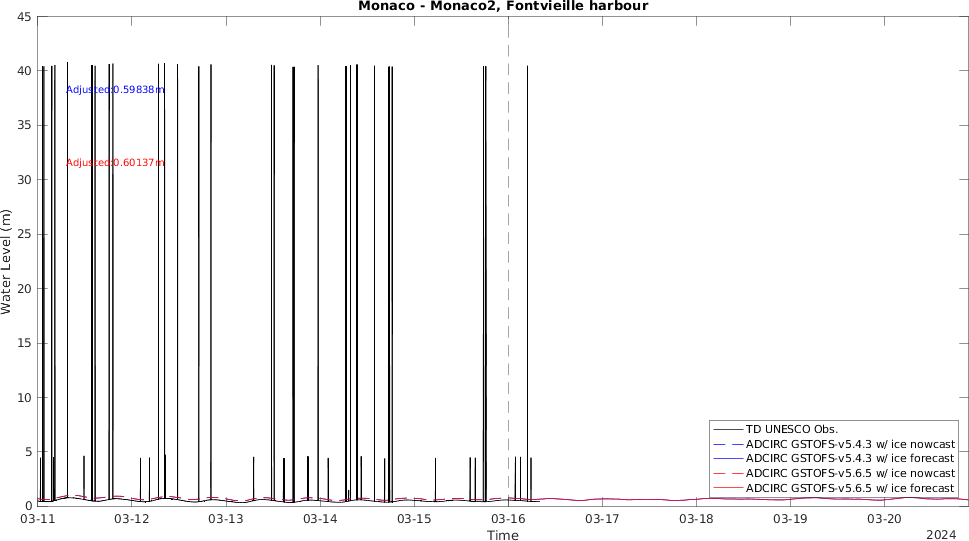 Monaco - Monaco2, Fontvieille harbour
45
40
35
30
25
20
15
10
5
0
Water Level (m)
Adjusted:0.59838m
Adjusted:0.60137m
TD UNESCO Obs.
ADCIRC GSTOFS-v5.4.3 w/ ice nowcast
ADCIRC GSTOFS-v5.4.3 w/ ice forecast
ADCIRC GSTOFS-v5.6.5 w/ ice nowcast
ADCIRC GSTOFS-v5.6.5 w/ ice forecast
03-11 03-12 03-13 03-14 03-15 03-16 03-17 03-18 03-19 03-20
Time
2024